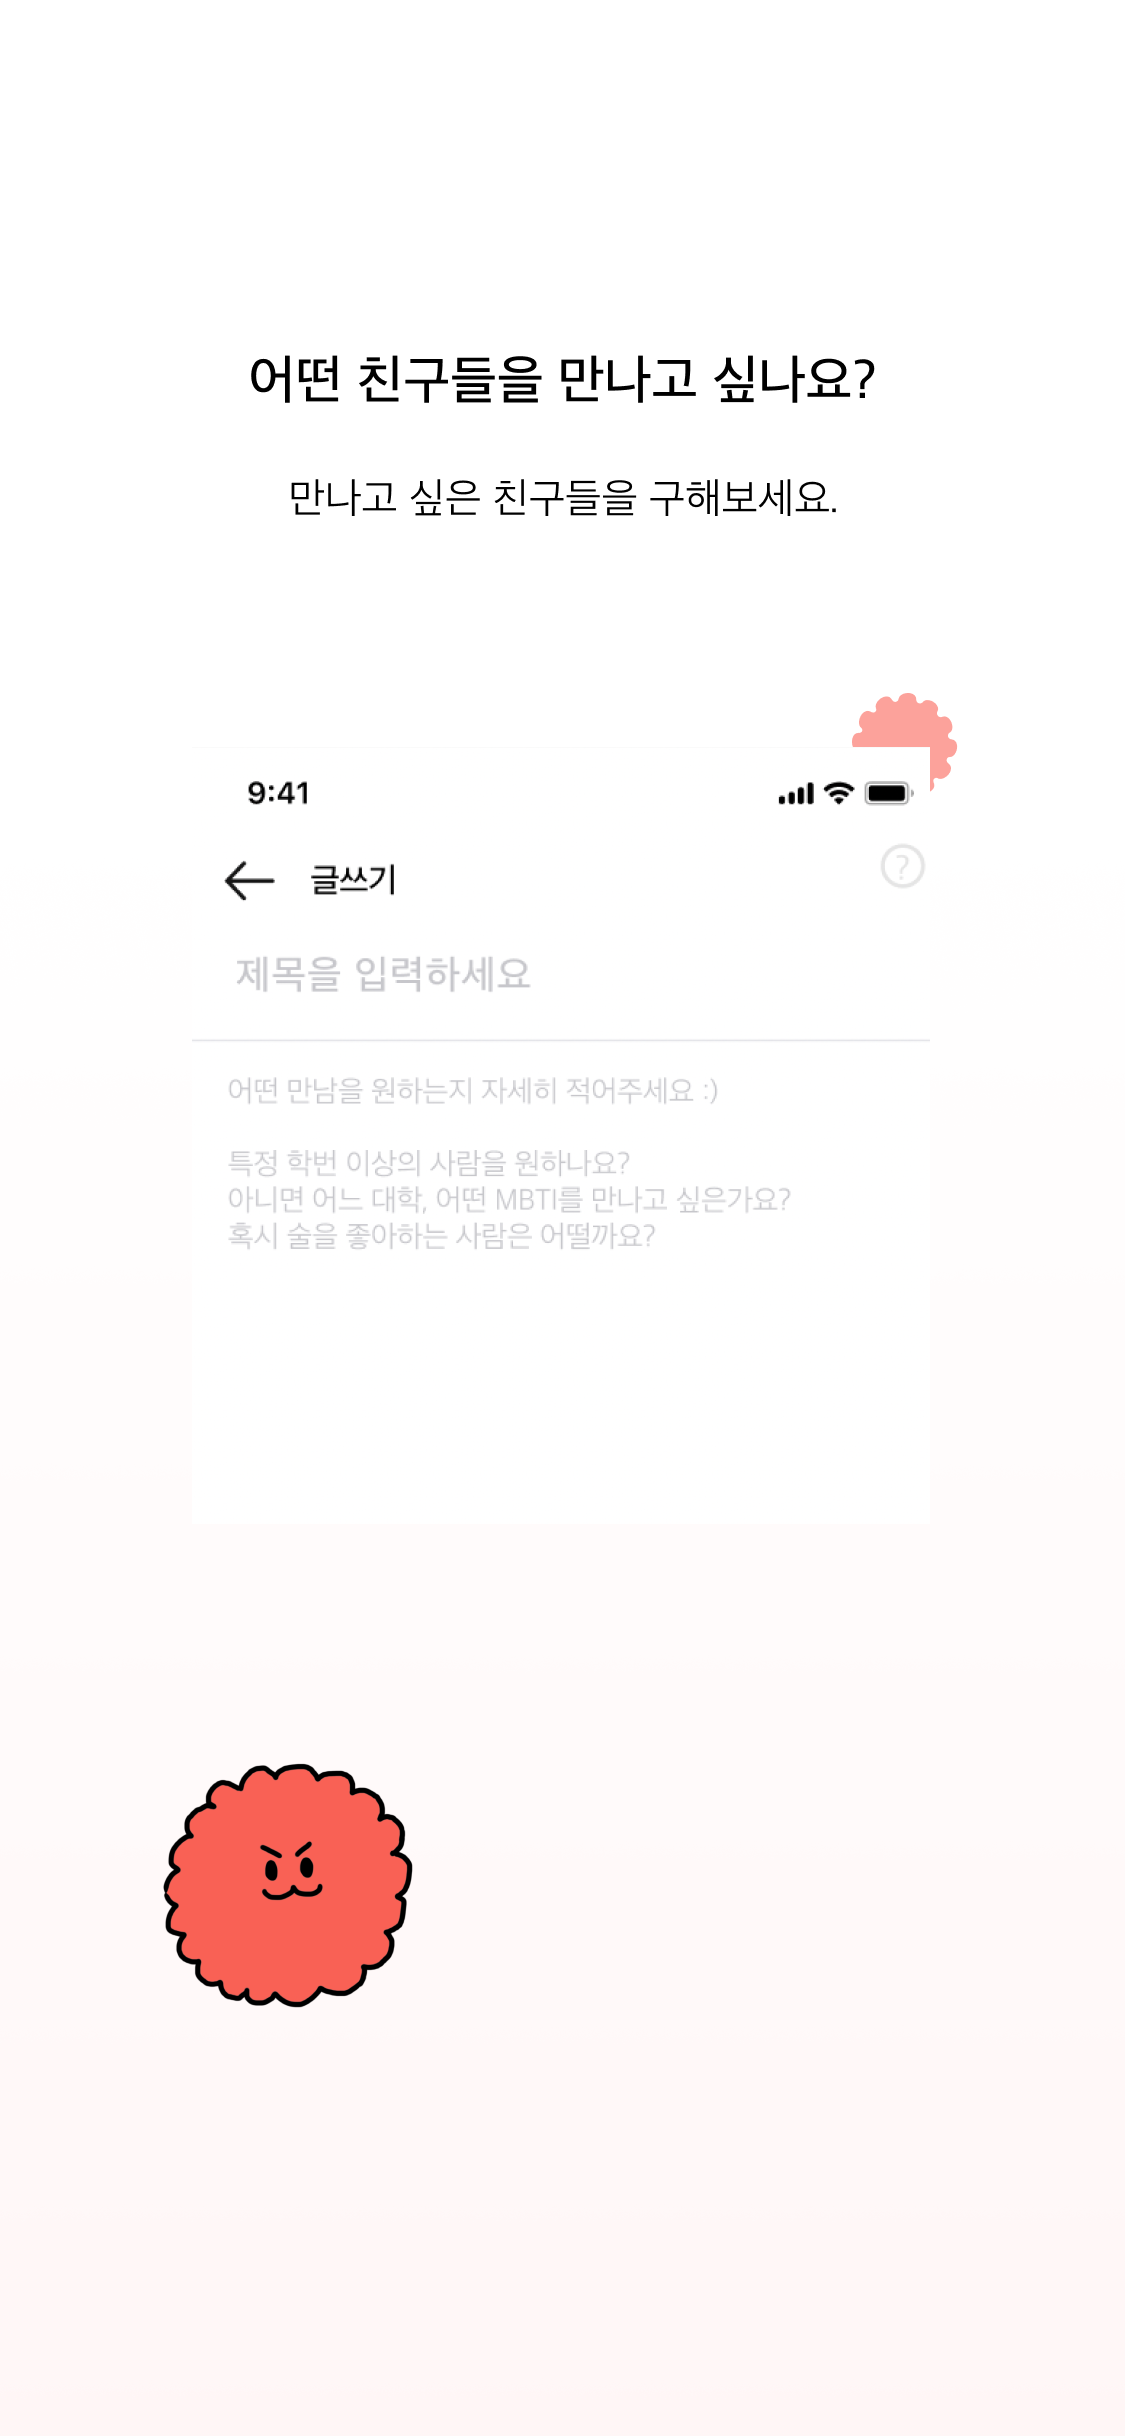 어떤 친구들을 만나고 싶나요?
만나고 싶은 친구들을 구해보세요.
9:41
글쓰기
?
제목을 입력하세요
어떤 만남을 원하는지 자세히 적어주세요 :)
특정 학번 이상의 사람을 원하나요?
아니면 어느 대학, 어떤 MBTI를 만나고 싶은가요?
혹시 술을 좋아하는 사람은 어떨까요?